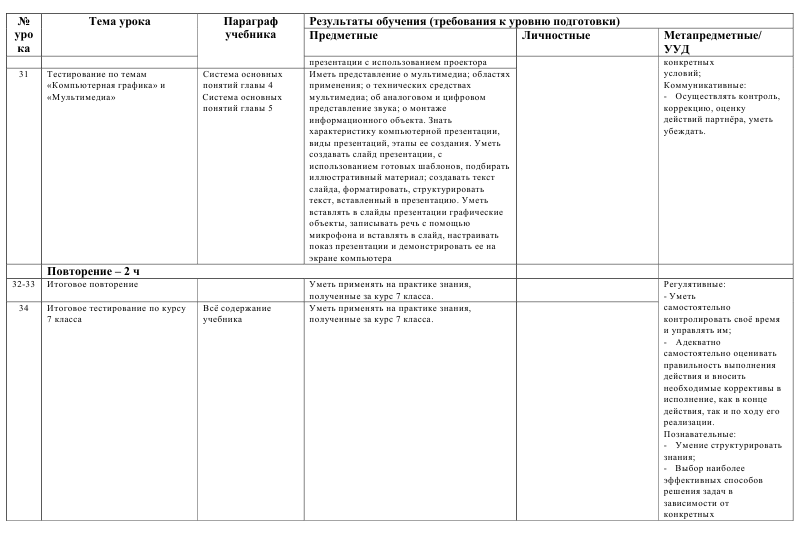 № уро ка
Тема урока
Параграф учебника
Результаты обучения (требования к уровню подготовки)
Предметные
Личностные
Метапредметные/ УУД
презентации с использованием проектора
конкретных
условий;
Коммуникативные:
- Осуществлять контроль,
коррекцию, оценку
действий партнёра, уметь
убеждать.
31
Тестирование по темам
«Компьютерная графика» и
«Мультимедиа»
Система основных
понятий главы 4
Система основных
понятий главы 5
Иметь представление о мультимедиа; областях
применения; о технических средствах
мультимедиа; об аналоговом и цифровом
представление звука; о монтаже
информационного объекта. Знать
характеристику компьютерной презентации,
виды презентаций, этапы ее создания. Уметь
создавать слайд презентации, с
использованием готовых шаблонов, подбирать
иллюстративный материал; создавать текст
слайда, форматировать, структурировать
текст, вставленный в презентацию. Уметь
вставлять в слайды презентации графические
объекты, записывать речь с помощью
микрофона и вставлять в слайд, настраивать
показ презентации и демонстрировать ее на
экране компьютера
Повторение – 2 ч
32-33
Итоговое повторение
Уметь применять на практике знания,
полученные за курс 7 класса.
Регулятивные:
- Уметь
самостоятельно
контролировать своё время
и управлять им;
- Адекватно
самостоятельно оценивать
правильность выполнения
действия и вносить
необходимые коррективы в
исполнение, как в конце
действия, так и по ходу его
реализации.
Познавательные:
- Умение структурировать
знания;
- Выбор наиболее
эффективных способов
решения задач в
зависимости от
конкретных
34
Итоговое тестирование по курсу
7 класса
Всё содержание
учебника
Уметь применять на практике знания,
полученные за курс 7 класса.